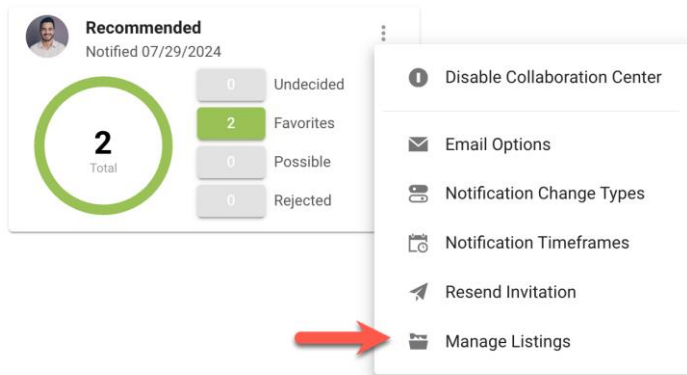 Recommended
Notified 07/29/2024
2
Total
0 Undecided
2 Favorites
0 Possible
0 Rejected
Disable Collaboration Center
Email Options
Notification Change Types
Notification Timeframes
Resend Invitation
Manage Listings